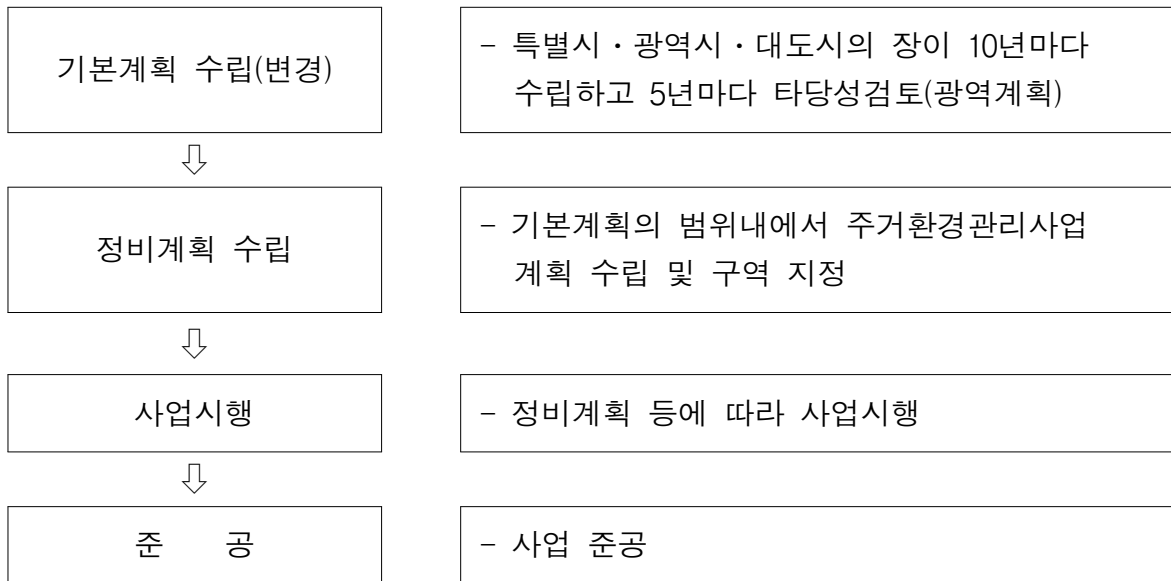 기본계획 수립(변경)
- 특별시·광역시·대도시의 장이 10년마다
수립하고 5년마다 타당성검토(광역계획)
⇩
정비계획 수립
- 기본계획의 범위내에서 주거환경관리사업
계획 수립 및 구역 지정
⇩
사업시행
- 정비계획 등에 따라 사업시행
⇩
준 공
- 사업 준공